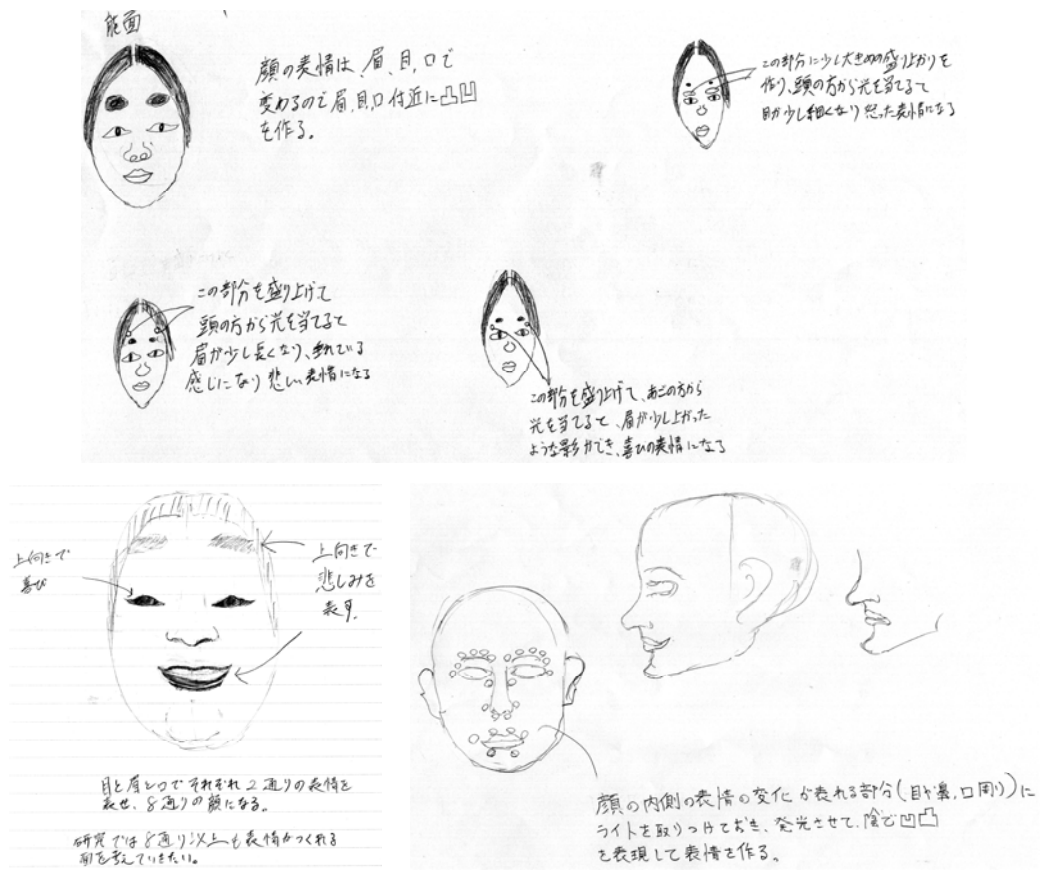 能面
顔の表情は、眉、目、口で
変わるので眉、目、口付近に凸凹
を作る。
この部分に少し大きめの盛り上がりを
作り、頭の方から光を当てると
目が少し細くなり怒った表情になる
この部分を盛り上げて
頭の方から光を当てると
眉が少し長くなり、垂れている
感じになり悲しい表情になる
この部分を盛り上げて、あごの方から
光を当てると、眉が少し上がった
ような影ができ、喜びの表情になる
上向きで
喜び
上向きで
悲しみを
表す
目と眉と口でそれぞれ2通りの表情を
表せ、8通りの顔になる。
研究では8通り以上も表情がつくれる
面を考えていきたい。
顔の内側の表情の変化が表れる部分(目や鼻,口周り)に
ライトを取りつけておき、発光させて、陰で凹凸
を表現して表情を作る。